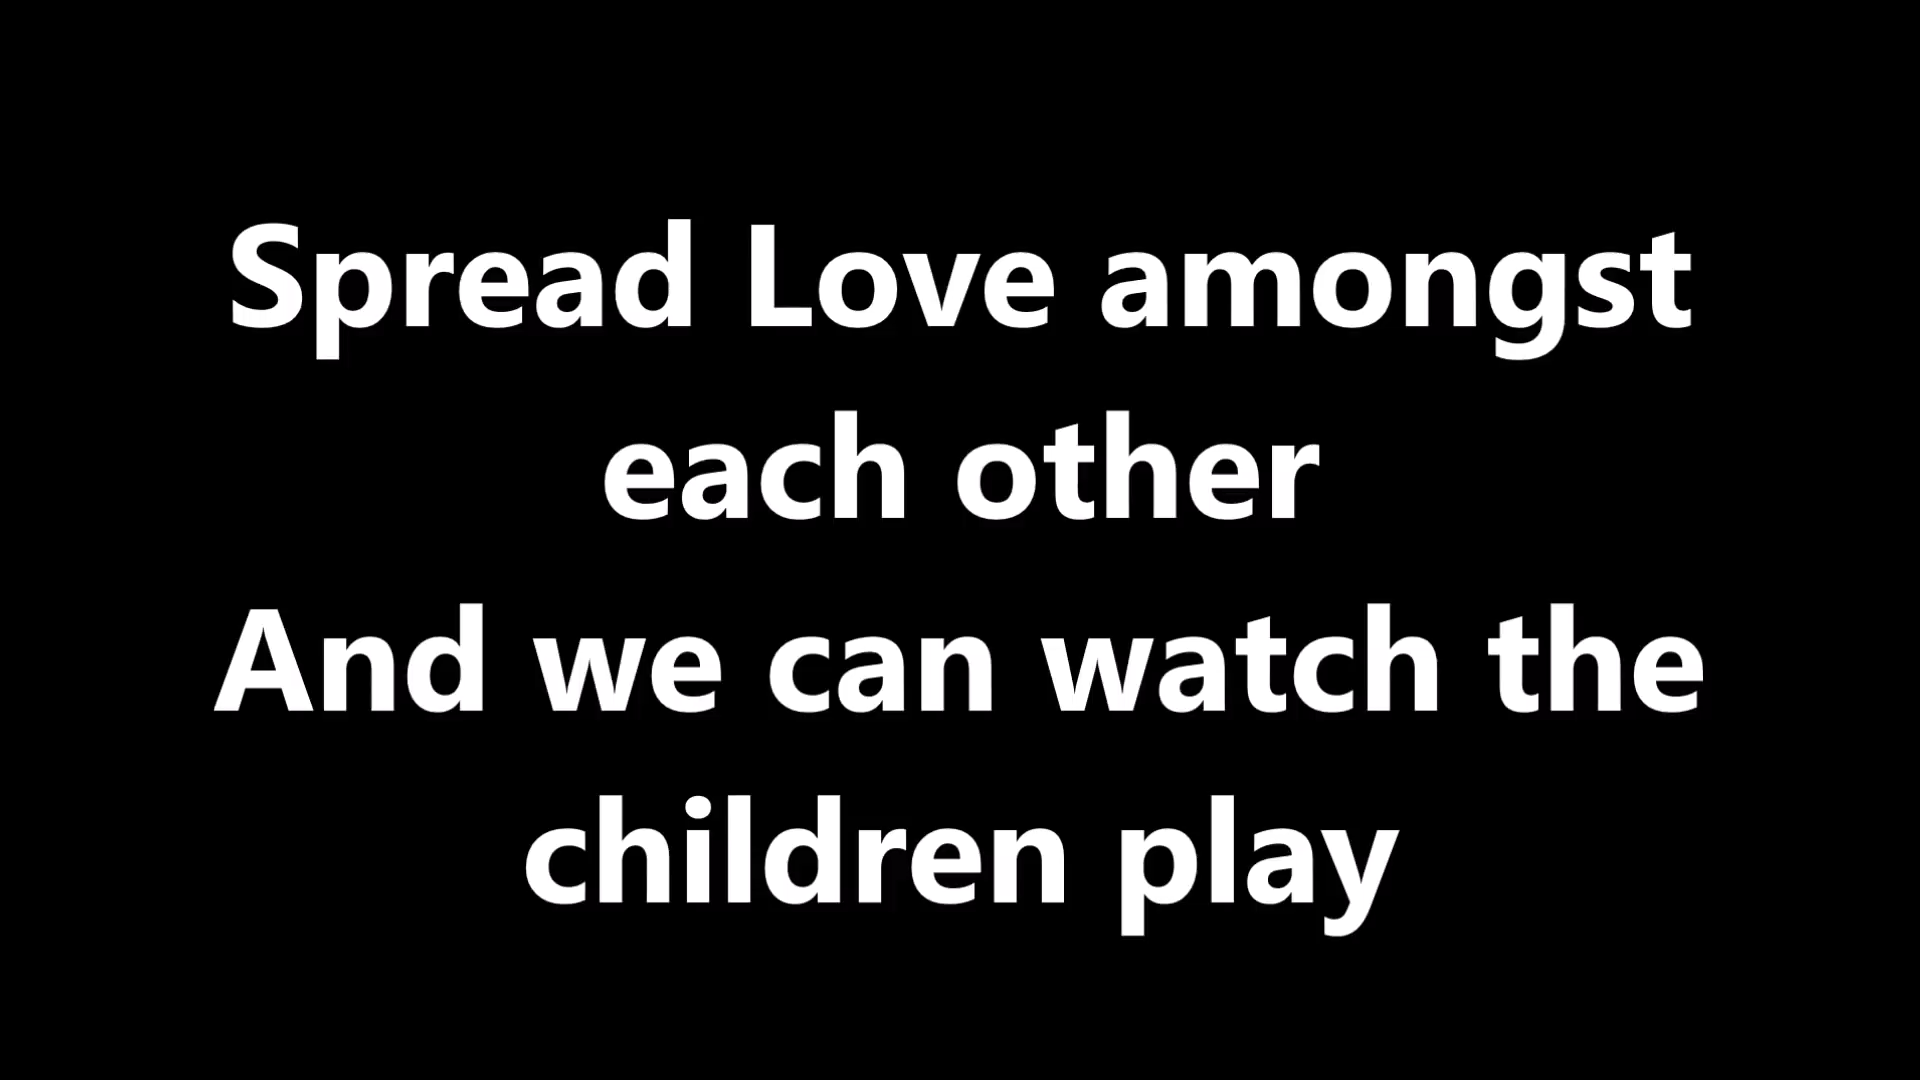 Spread Love amongst
each other
And we can watch the
children play